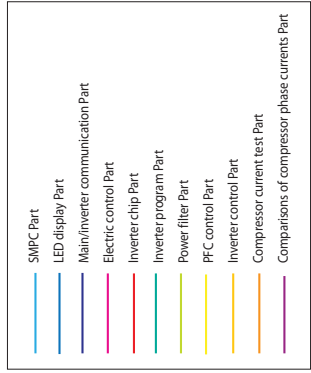 SMPC Part
LED display Part
Main/inverter communication Part
Electric control Part
Inverter chip Part
Inverter program Part
Power filter Part
PFC control Part
Inverter control Part
Compressor current test Part
Comparisons of compressor phase currents Part